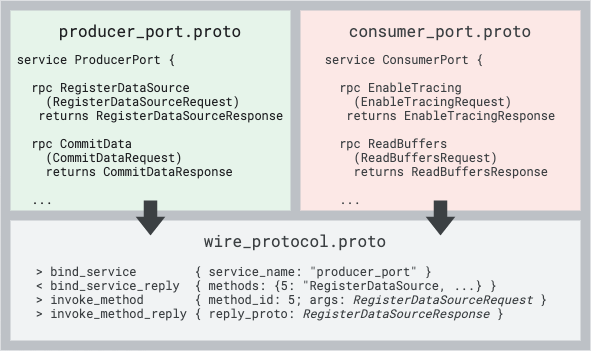 producer_port.proto
service ProducerPort {
rpc RegisterDataSource
(RegisterDataSourceRequest)
returns RegisterDataSourceResponse
rpc CommitData
(CommitDataRequest)
returns CommitDataResponse
...
consumer_port.proto
service ConsumerPort {
rpc EnableTracing
(EnableTracingRequest)
returns EnableTracingResponse
rpc ReadBuffers
(ReadBuffersRequest)
returns ReadBuffersResponse
...
wire_protocol.proto
> bind_service { service_name: "producer_port" }
< bind_service_reply { methods: {5: "RegisterDataSource, ...} }
> invoke_method { method_id: 5; args: RegisterDataSourceRequest }
> invoke_method_reply { reply_proto: RegisterDataSourceResponse }